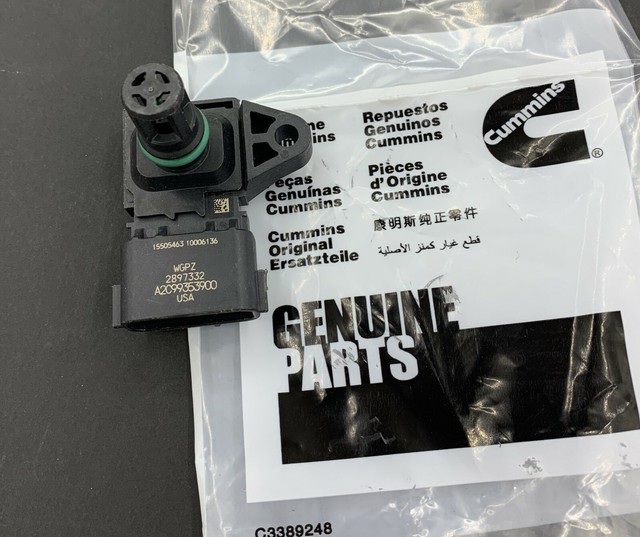 Repuestos
Genuinos
Cummins
Cummins
®
Peças
Genuínas
Cummins
Pièces
d'Origine
Cummins
Cummins
Original
Ersatzteile
康明斯纯正零件
قطع غيار كمنز الأصلية
GENUINE
PARTS
15505463 10006136
WGPZ
2897332
A2C99353900
USA
C3389248